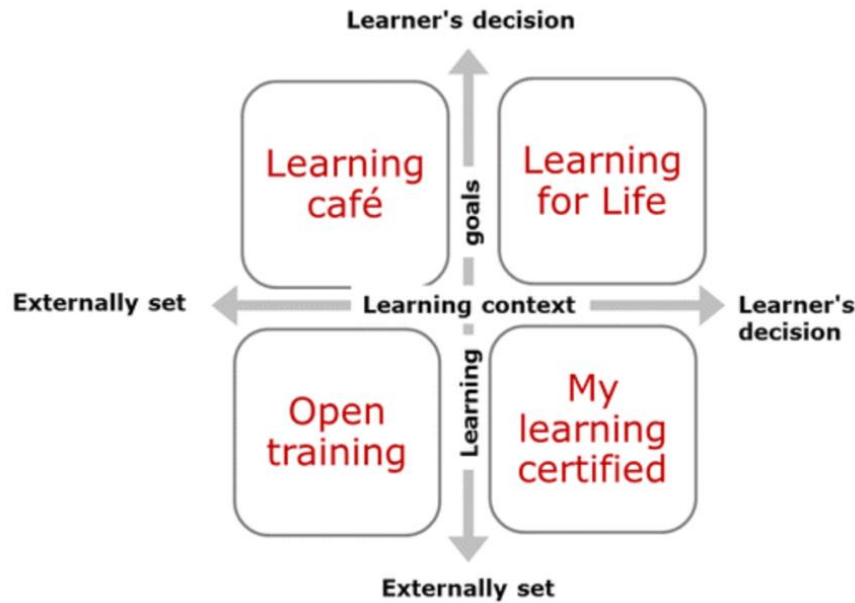 Learner's decision
Learning
café
Learning
for Life
goals
Externally set
Learning context
Learner's
decision
Learning
Open
training
My
learning
certified
Externally set